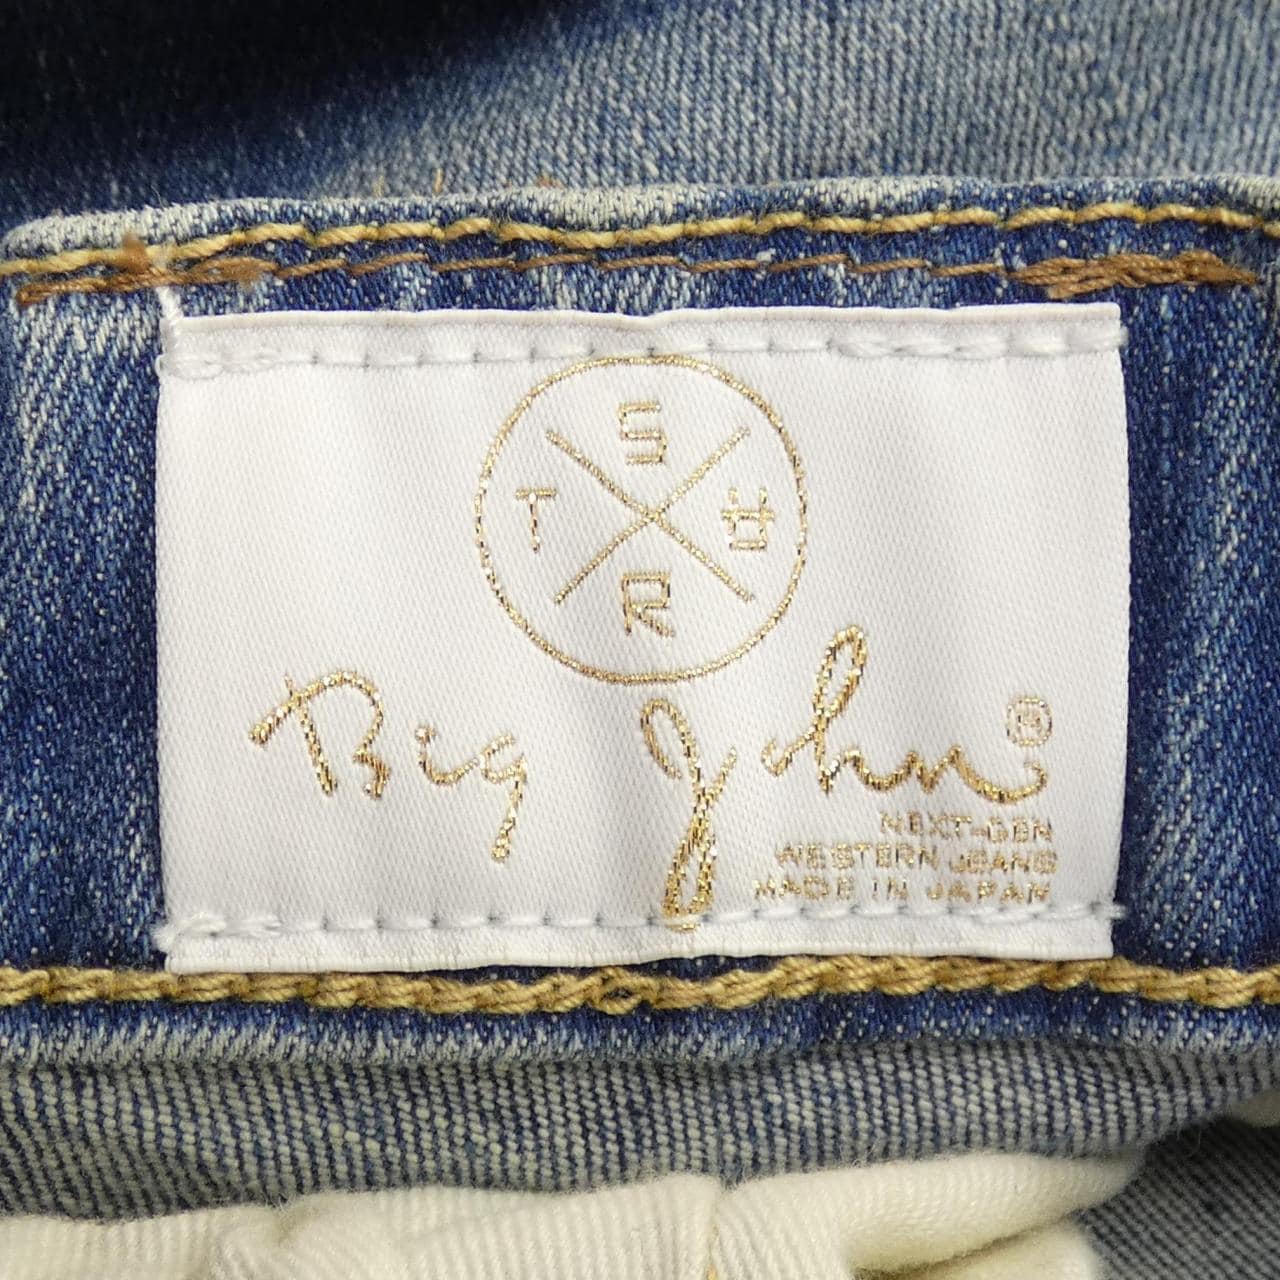 S
T #
R
Big John®
NEXT-GEN
WESTERN JEANS
MADE IN JAPAN